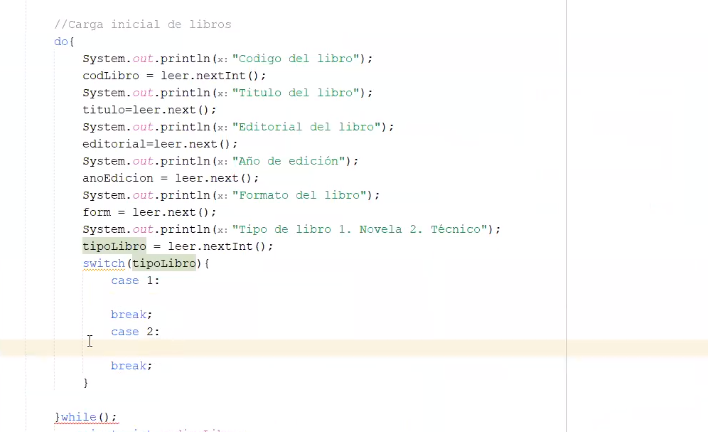 //Carga inicial de libros
do{
System.out.println(x: "Codigo del libro");
codLibro = leer.nextInt();
System.out.println(x: "Titulo del libro");
titulo=leer.next();
System.out.println(x: "Editorial del libro");
editorial=leer.next();
System.out.println(x: "Año de edición");
anoEdicion = leer.next();
System.out.println(x: "Formato del libro");
form = leer.next();
System.out.println(x: "Tipo de libro 1. Novela 2. Técnico");
tipoLibro = leer.nextInt();
switch(tipoLibro){
case 1:
break;
case 2:
break;
}
}while();